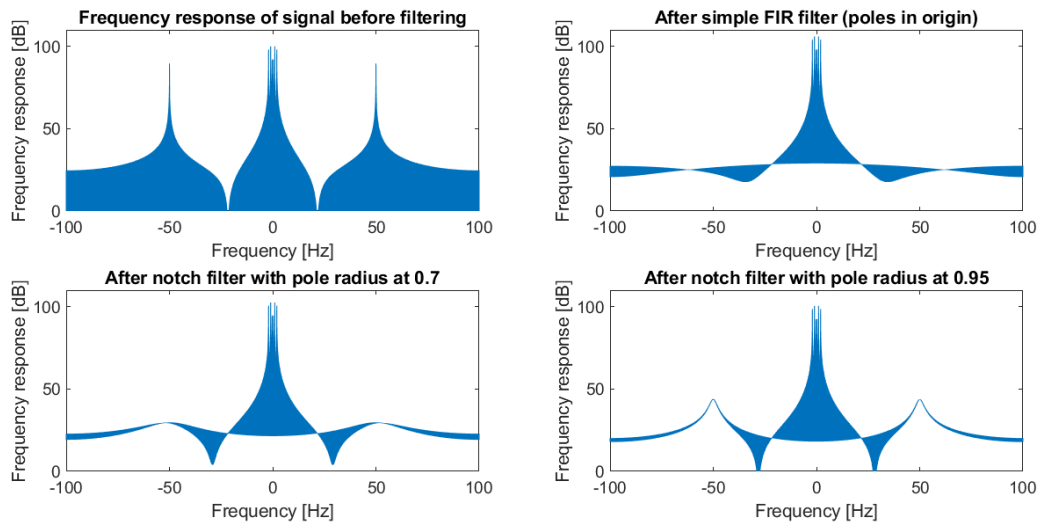 Frequency response of signal before filtering
Frequency response [dB]
100
50
0
-100 -50 0 50 100
Frequency [Hz]
After simple FIR filter (poles in origin)
Frequency response [dB]
100
50
0
-100 -50 0 50 100
Frequency [Hz]
After notch filter with pole radius at 0.7
Frequency response [dB]
100
50
0
-100 -50 0 50 100
Frequency [Hz]
After notch filter with pole radius at 0.95
Frequency response [dB]
100
50
0
-100 -50 0 50 100
Frequency [Hz]